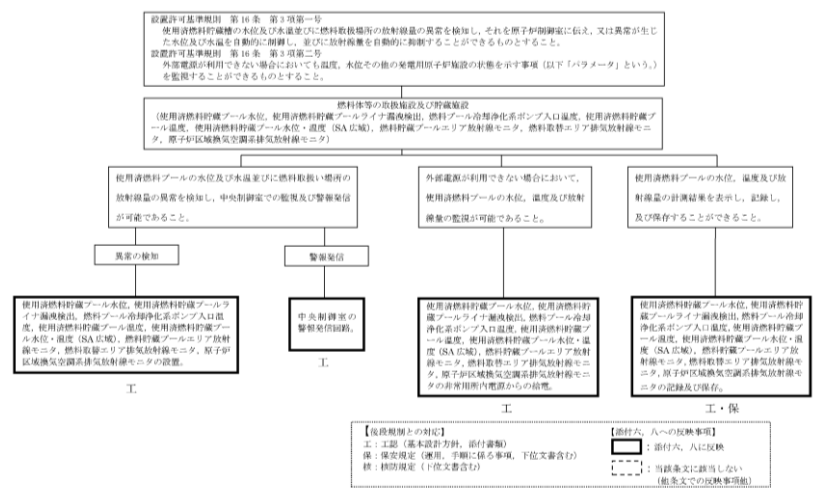 設置許可基準規則　第16条　第3項第一号
使用済燃料貯蔵槽の水位及び水温並びに燃料取扱場所の放射線量の異常を検知し，それを原子炉制御室に伝え，又は異常が生じ
た水位及び水温を自動的に制御し，並びに放射線量を自動的に抑制することができるものとすること。
設置許可基準規則　第16条　第3項第二号
外部電源が利用できない場合においても温度，水位その他の発電用原子炉施設の状態を示す事項（以下「パラメータ」という。）
を監視することができるものとすること。
燃料体等の取扱施設及び貯蔵施設
（使用済燃料貯蔵プール水位，使用済燃料貯蔵プールライナ漏洩検出，燃料プール冷却浄化系ポンプ入口温度，使用済燃料貯蔵プ
ール温度，使用済燃料貯蔵プール水位・温度（SA広域），燃料貯蔵プールエリア放射線モニタ，燃料取替エリア排気放射線モニ
タ，原子炉区域換気空調系排気放射線モニタ）
使用済燃料プールの水位及び水温並びに燃料取扱い場所の
放射線量の異常を検知し，中央制御室での監視及び警報発信
が可能であること。
外部電源が利用できない場合において，
使用済燃料プールの水位，温度及び放射
線量の監視が可能であること。
使用済燃料プールの水位，温度及び放
射線量の計測結果を表示し，記録し，
及び保存することができること。
異常の検知
警報発信
使用済燃料貯蔵プール水位，使用済燃料貯蔵プールラ
イナ漏洩検出，燃料プール冷却浄化系ポンプ入口温
度，使用済燃料貯蔵プール温度，使用済燃料貯蔵プー
ル水位・温度（SA広域），燃料貯蔵プールエリア放射
線モニタ，燃料取替エリア排気放射線モニタ，原子炉
区域換気空調系排気放射線モニタの設置。
工
中央制御室の
警報発信回路。
工
使用済燃料貯蔵プール水位，使用済燃料貯
蔵プールライナ漏洩検出，燃料プール冷却
浄化系ポンプ入口温度，使用済燃料貯蔵プ
ール温度，使用済燃料貯蔵プール水位・温
度（SA広域），燃料貯蔵プールエリア放射
線モニタ，燃料取替エリア排気放射線モニ
タ，原子炉区域換気空調系排気放射線モニ
タの非常用所内電源からの給電。
工
使用済燃料貯蔵プール水位，使用済燃料貯
蔵プールライナ漏洩検出，燃料プール冷却
浄化系ポンプ入口温度，使用済燃料貯蔵プ
ール温度，使用済燃料貯蔵プール水位・温
度（SA広域），燃料貯蔵プールエリア放
射線モニタ，燃料取替エリア排気放射線モ
ニタ，原子炉区域換気空調系排気放射線モ
ニタの記録及び保存。
工・保
【後段規制との対応】
工：工認（基本設計方針，添付書類）
保：保安規定（運用，手順に係る事項，下位文書含む）
核：核防規定（下位文書含む）
【添付六，八への反映事項】
：添付六，八に反映
：当該条文に該当しない
（他条文での反映事項他）